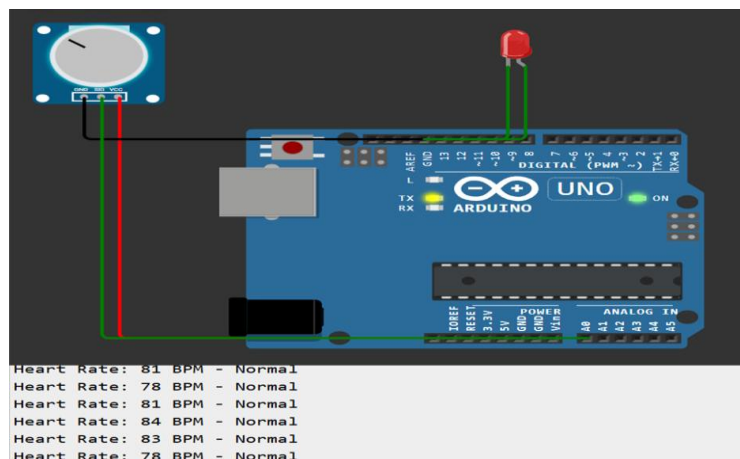 GND SIG VCC
AREF GND 13 12 ~11 ~10 ~9 8 7 ~6 ~5 4 ~3 2 TX→1 RX←0
DIGITAL (PWM ~)
L
TX
RX
UNO
ON
ARDUINO
IOREF RESET 3.3V 5V GND GND Vin A0 A1 A2 A3 A4 A5
POWER
ANALOG IN
Heart Rate: 81 BPM - Normal
Heart Rate: 78 BPM - Normal
Heart Rate: 81 BPM - Normal
Heart Rate: 84 BPM - Normal
Heart Rate: 83 BPM - Normal
Heart Rate: 78 BPM - Normal